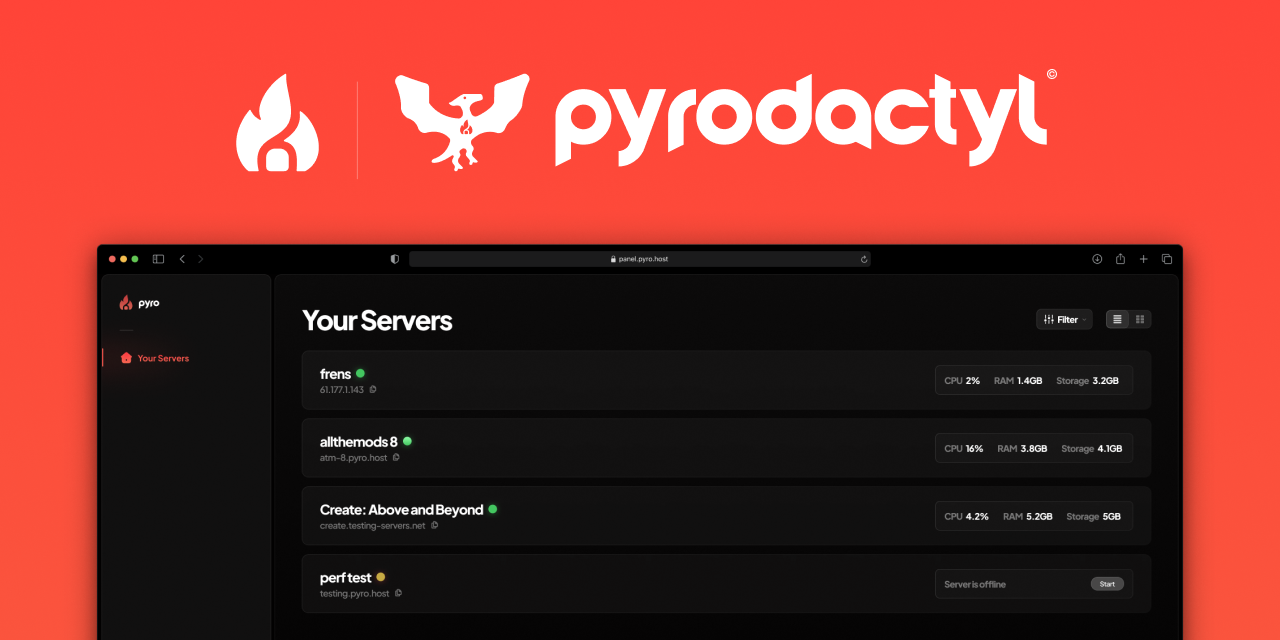 pyrodactyl©
panel.pyro.host
pyro
Your Servers
Your Servers
Filter
frens
61.177.1.143
CPU 2% RAM 1.4GB Storage 3.2GB
allthemods 8
atm-8.pyro.host
CPU 16% RAM 3.8GB Storage 4.1GB
Create: Above and Beyond
create.testing-servers.net
CPU 4.2% RAM 5.2GB Storage 5GB
perf test
testing.pyro.host
Server is offline Start